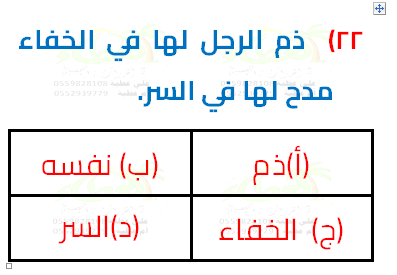 ٢٢) ذم الرجل لها في الخفاء
مدح لها في السر.
(أ)ذم
(ب) نفسه
(ج) الخفاء
(د)السر